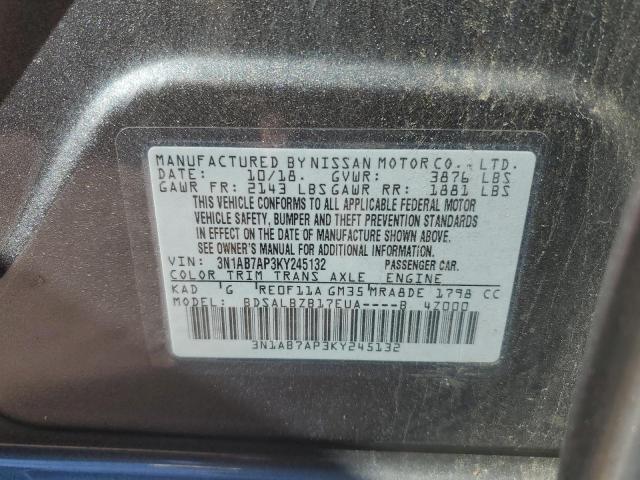 MANUFACTURED BY NISSAN MOTOR CO., LTD.
DATE: 10/18. GVWR: 3876 LBS
GAWR FR: 2143 LBS GAWR RR: 1881 LBS
THIS VEHICLE CONFORMS TO ALL APPLICABLE FEDERAL MOTOR
VEHICLE SAFETY, BUMPER AND THEFT PREVENTION STANDARDS
IN EFFECT ON THE DATE OF MANUFACTURE SHOWN ABOVE.
SEE OWNER'S MANUAL FOR ADDITIONAL INFORMATION.
VIN: 3N1AB7AP3KY245132 PASSENGER CAR.
COLOR TRIM TRANS AXLE ENGINE
KAD G RE0F11A GM35 MRA8DE 1798 CC
MODEL: BDSALBZB17EUA----B 4Z000
3N1AB7AP3KY245132